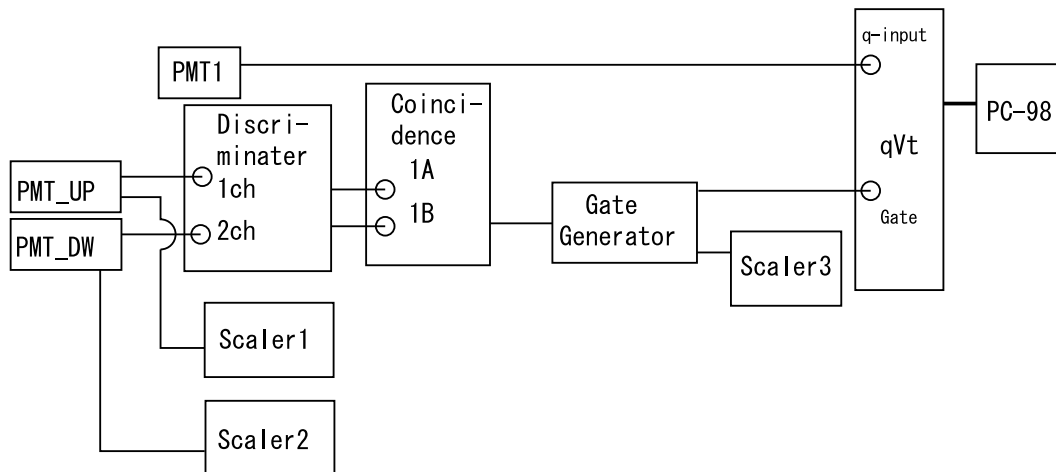 q-input
PMT1
Coinci-
dence
PC-98
Discri-
minater
qVt
1A
PMT_UP
1ch
1B
Gate
Generator
Gate
PMT_DW
2ch
Scaler3
Scaler1
Scaler2